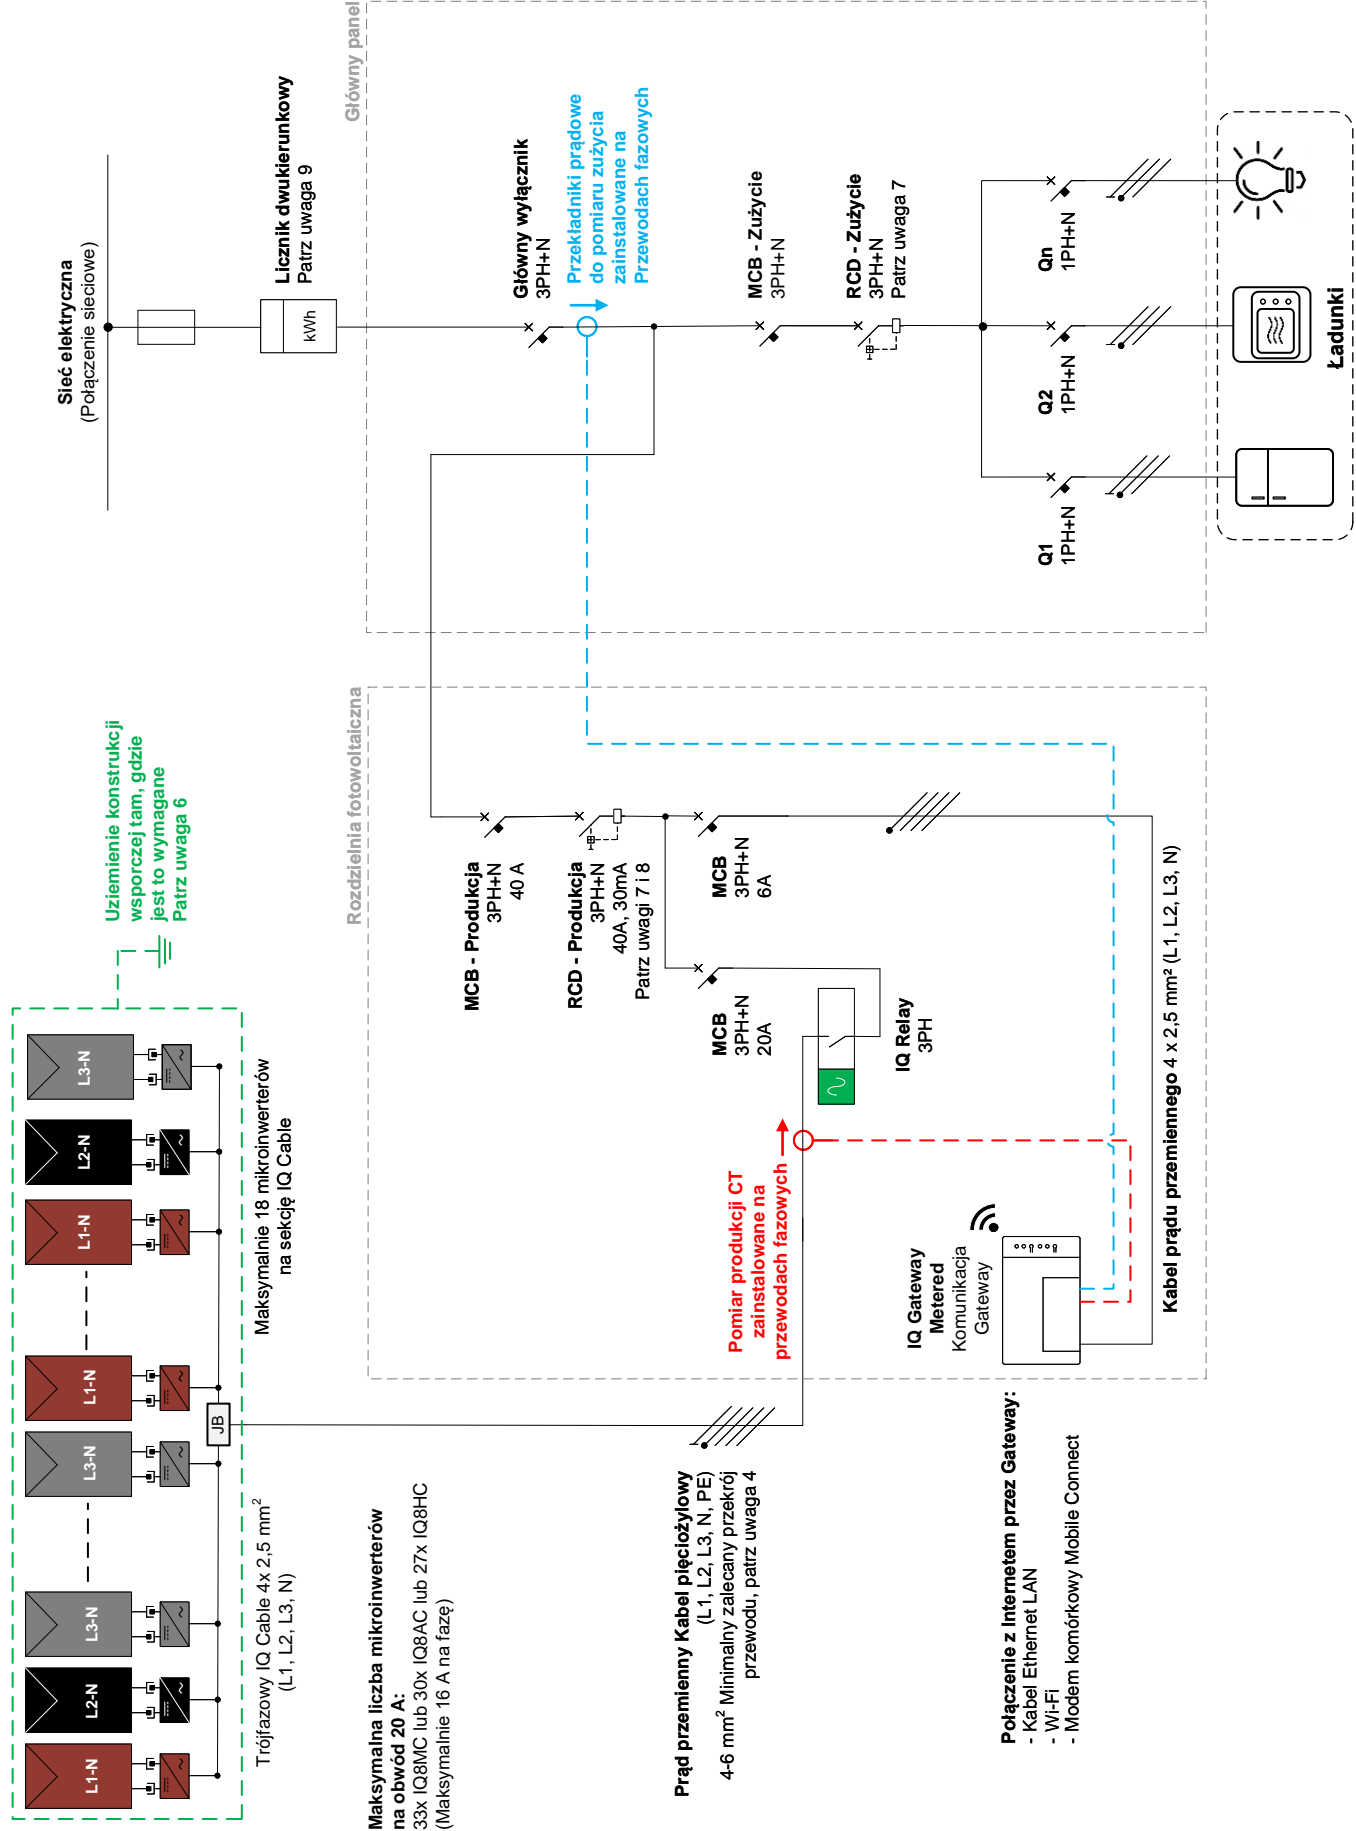 Uziemienie konstrukcji
wsporczej tam, gdzie
jest to wymagane
Patrz uwaga 6
L1-N
L2-N
L3-N
L3-N
L1-N
L1-N
L2-N
L3-N
JB
Trójfazowy IQ Cable 4x 2,5 mm²
(L1, L2, L3, N)
Maksymalnie 18 mikroinwerterów
na sekcję IQ Cable
Maksymalna liczba mikroinwerterów
na obwód 20 A:
33x IQ8MC lub 30x IQ8AC lub 27x IQ8HC
(Maksymalnie 16 A na fazę)
Prąd przemienny Kabel pięciożyłowy
(L1, L2, L3, N, PE)
4-6 mm² Minimalny zalecany przekrój
przewodu, patrz uwaga 4
Połączenie z Internetem przez Gateway:
- Kabel Ethernet LAN
- Wi-Fi
- Modem komórkowy Mobile Connect
Rozdzielnia fotowoltaiczna
MCB - Produkcja
3PH+N
40 A
RCD - Produkcja
3PH+N
40A, 30mA
Patrz uwagi 7 i 8
MCB
3PH+N
6A
MCB
3PH+N
20A
IQ Relay
3PH
Pomiar produkcji CT
zainstalowane na
przewodach fazowych
IQ Gateway
Metered
Komunikacja
Gateway
Kabel prądu przemiennego 4 x 2,5 mm² (L1, L2, L3, N)
Sieć elektryczna
(Połączenie sieciowe)
Licznik dwukierunkowy
Patrz uwaga 9
kWh
Główny panel
Główny wyłącznik
3PH+N
Przekładniki prądowe
do pomiaru zużycia
zainstalowane na
Przewodach fazowych
MCB - Zużycie
3PH+N
RCD - Zużycie
3PH+N
Patrz uwaga 7
Q1
1PH+N
Q2
1PH+N
Qn
1PH+N
Ładunki